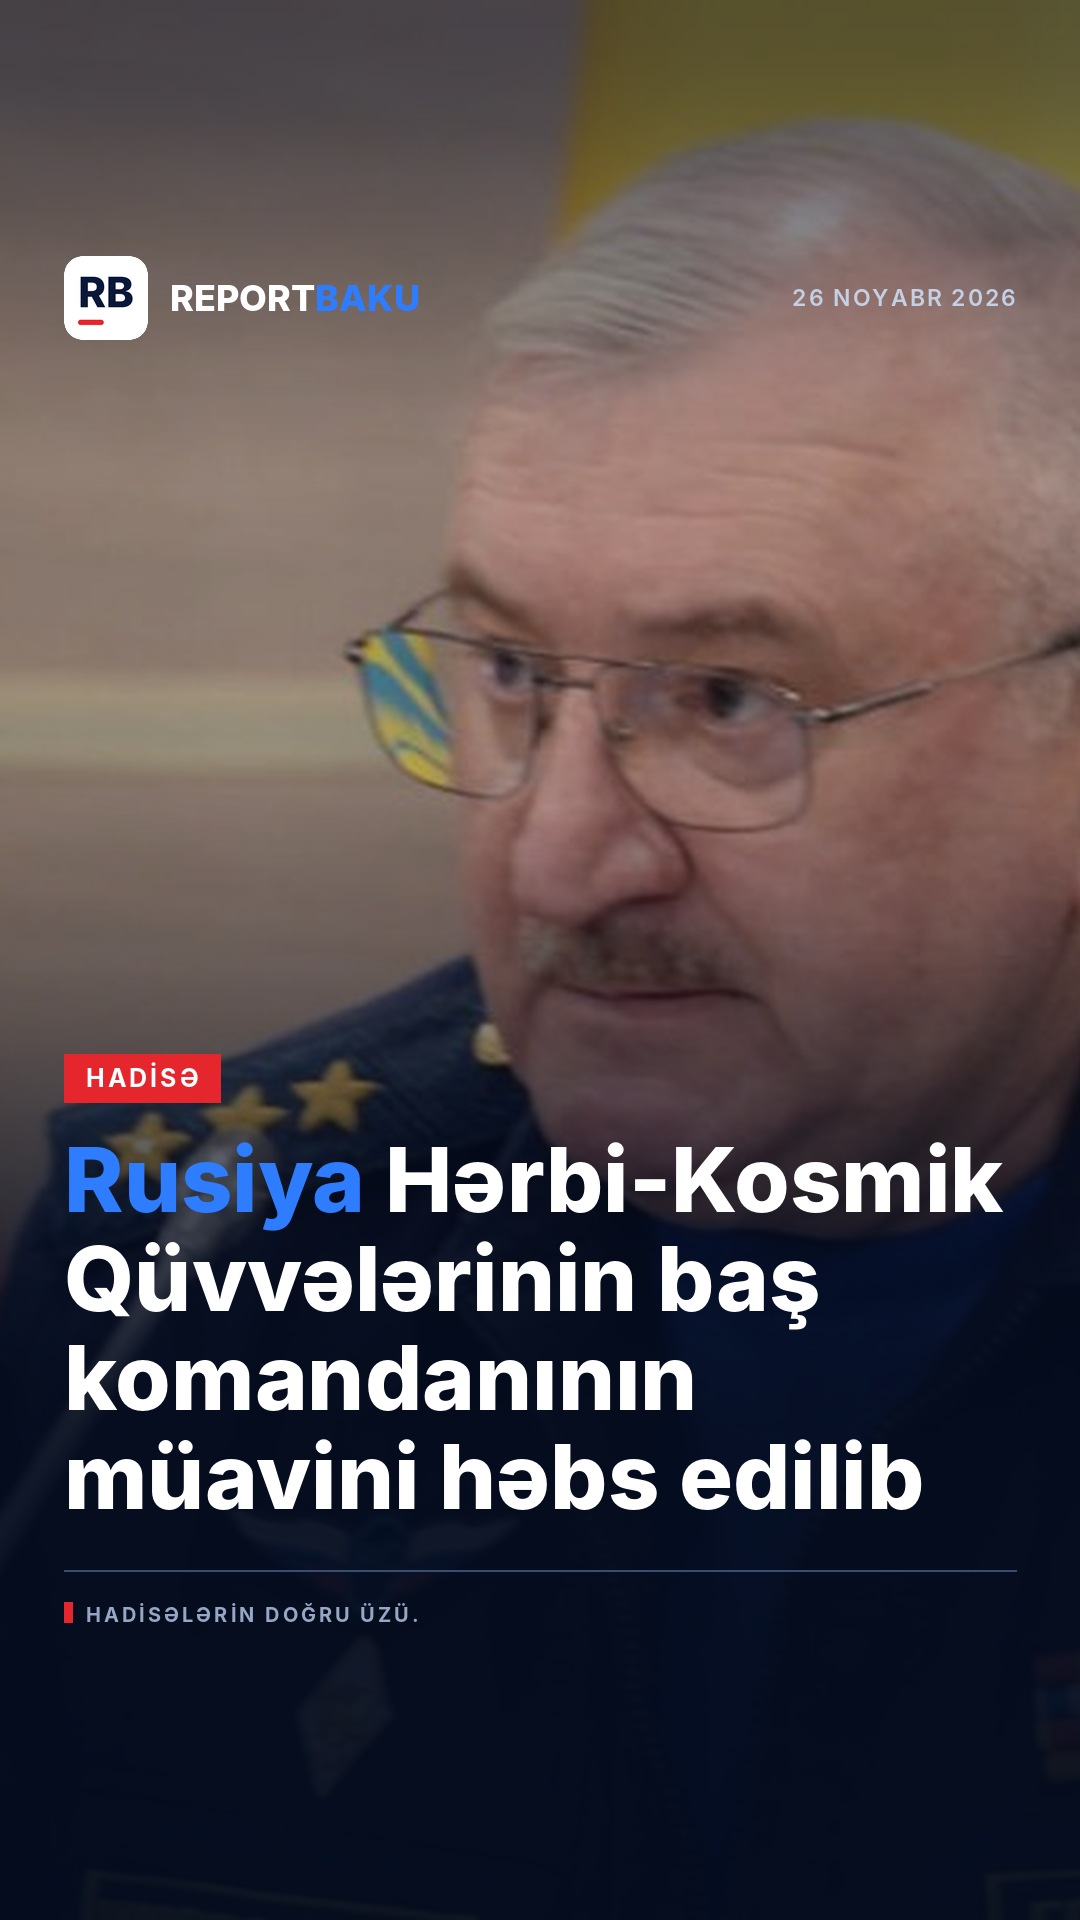 RB
REPORTBAKU
26 NOYABR 2026
HADİSƏ
Rusiya Hərbi-Kosmik
Qüvvələrinin baş
komandanının
müavini həbs edilib
HADİSƏLƏRİN DOĞRU ÜZÜ.